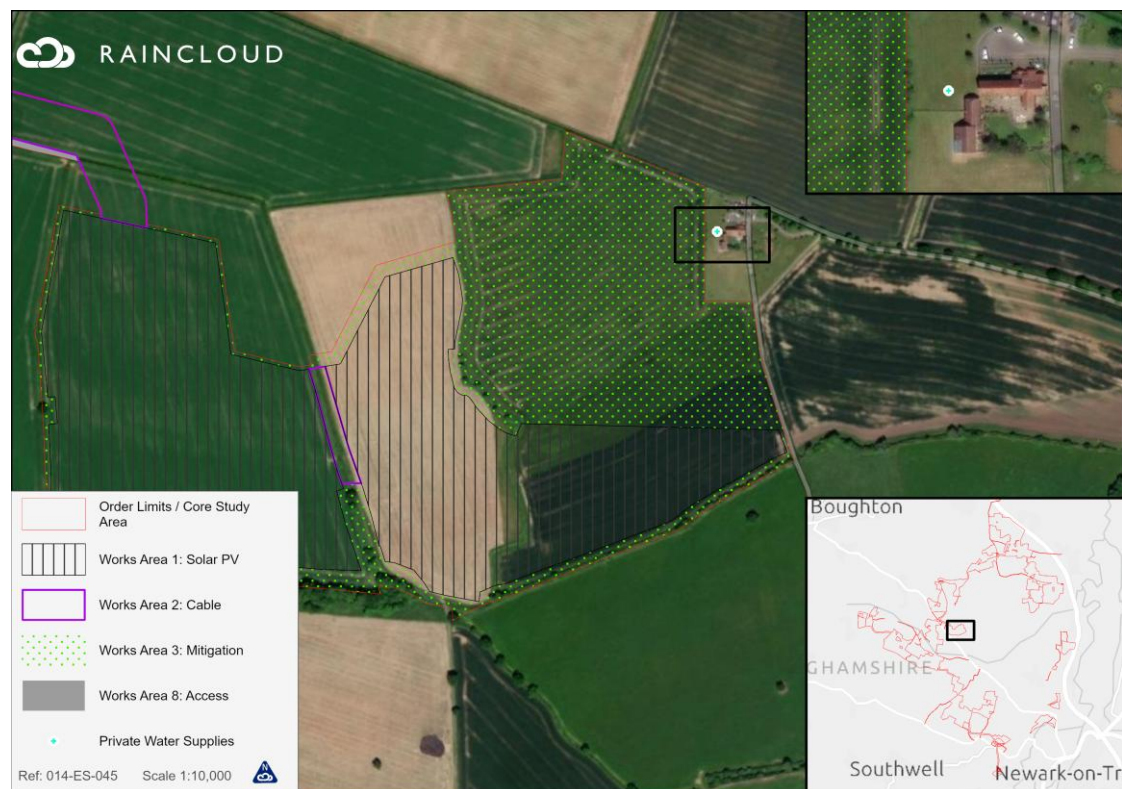 RAINCLOUD
Order Limits / Core Study
Area
Works Area 1: Solar PV
Works Area 2: Cable
Works Area 3: Mitigation
Works Area 8: Access
Private Water Supplies
Ref: 014-ES-045 Scale 1:10,000
N
Boughton
GHAMSHIRE
Southwell
Newark-on-Tr